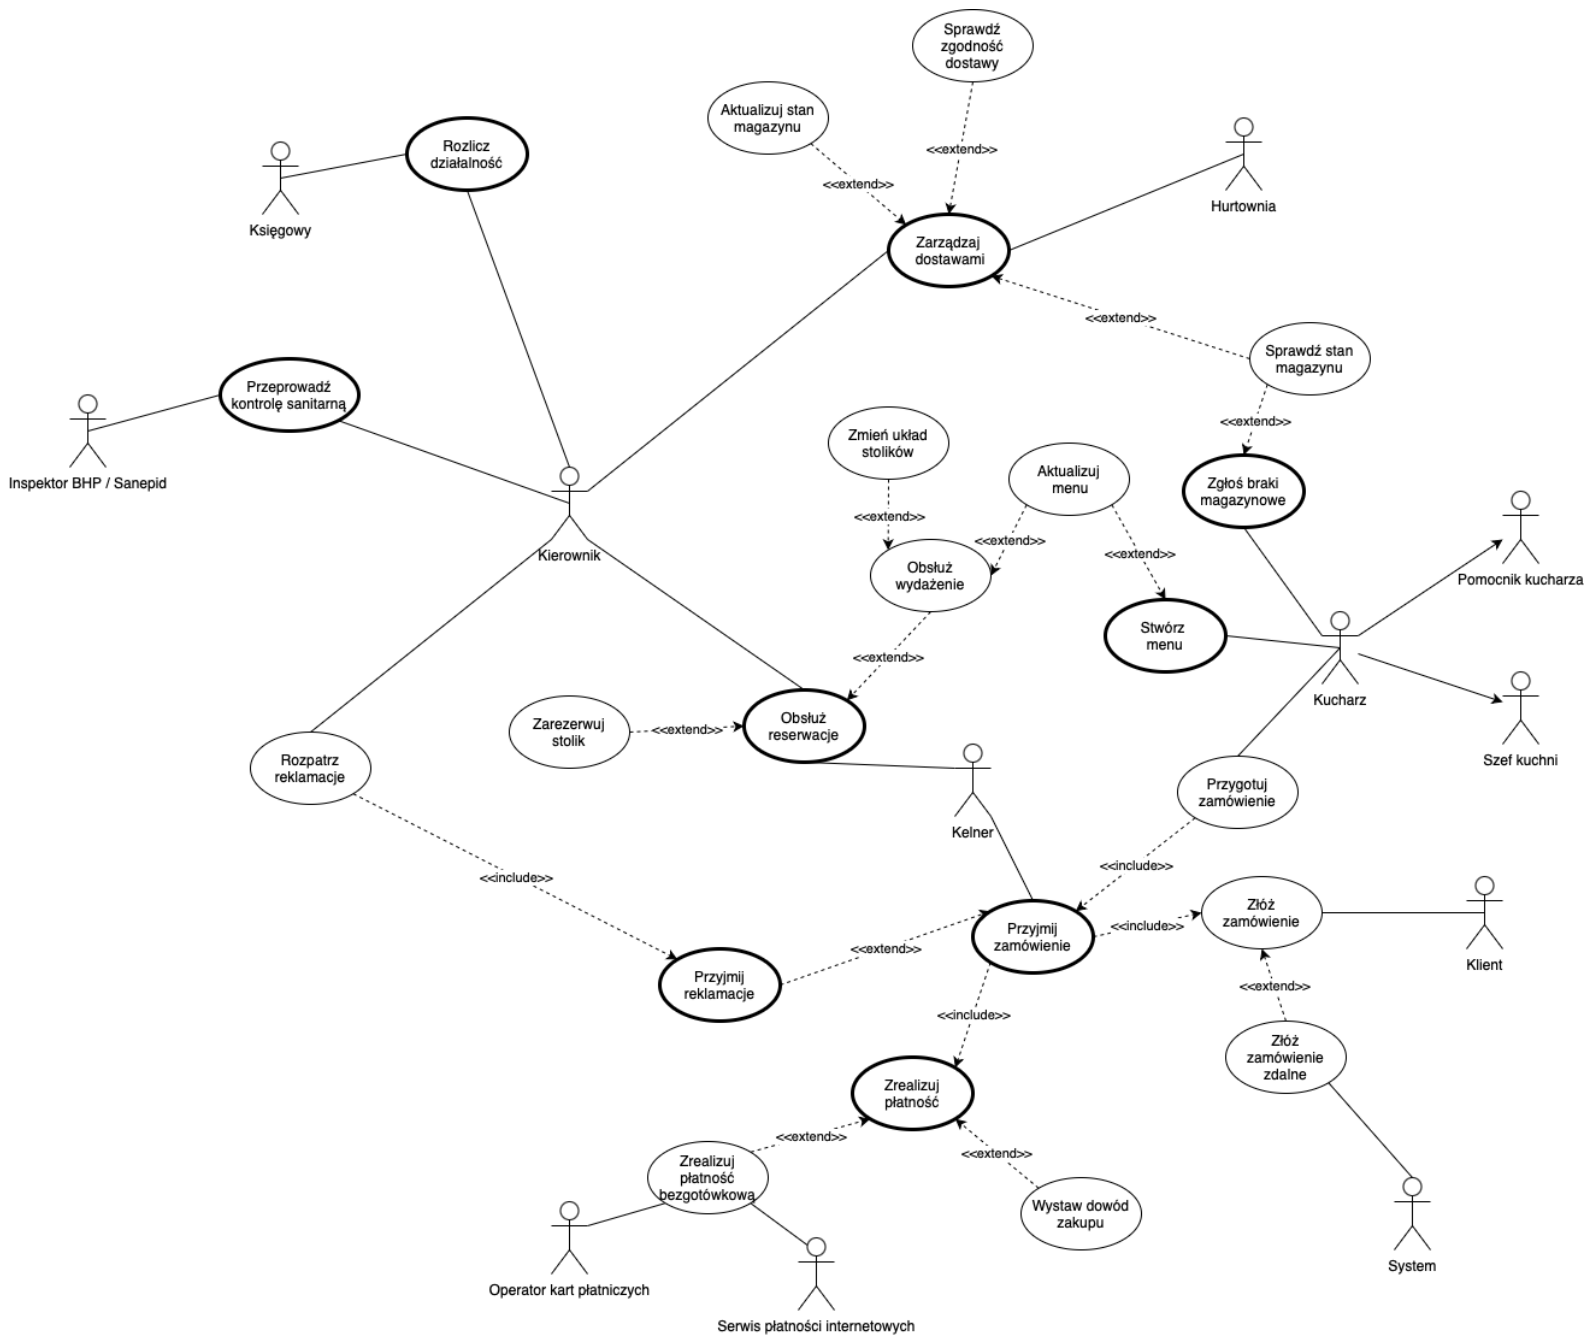 Sprawdź
zgodność
dostawy
Aktualizuj stan
magazynu
<<extend>>
<<extend>>
Rozlicz
działalność
Księgowy
Hurtownia
Zarządzaj
dostawami
<<extend>>
Sprawdź stan
magazynu
Przeprowadź
kontrolę sanitarną
Inspektor BHP / Sanepid
<<extend>>
Zmień układ
stolików
Aktualizuj
menu
Zgłoś braki
magazynowe
<<extend>>
<<extend>>
<<extend>>
Kierownik
Obsłuż
wydażenie
Pomocnik kucharza
Stwórz
menu
<<extend>>
Kucharz
Zarezerwuj
stolik
<<extend>>
Obsłuż
reserwacje
Szef kuchni
Rozpatrz
reklamacje
Przygotuj
zamówienie
Kelner
<<include>>
<<include>>
Złóż
zamówienie
Przyjmij
zamówienie
<<include>>
<<extend>>
Klient
Przyjmij
reklamacje
<<extend>>
<<include>>
Złóż
zamówienie
zdalne
Zrealizuj
płatność
<<extend>>
<<extend>>
Zrealizuj
płatność
bezgotówkowa
Wystaw dowód
zakupu
System
Operator kart płatniczych
Serwis płatności internetowych